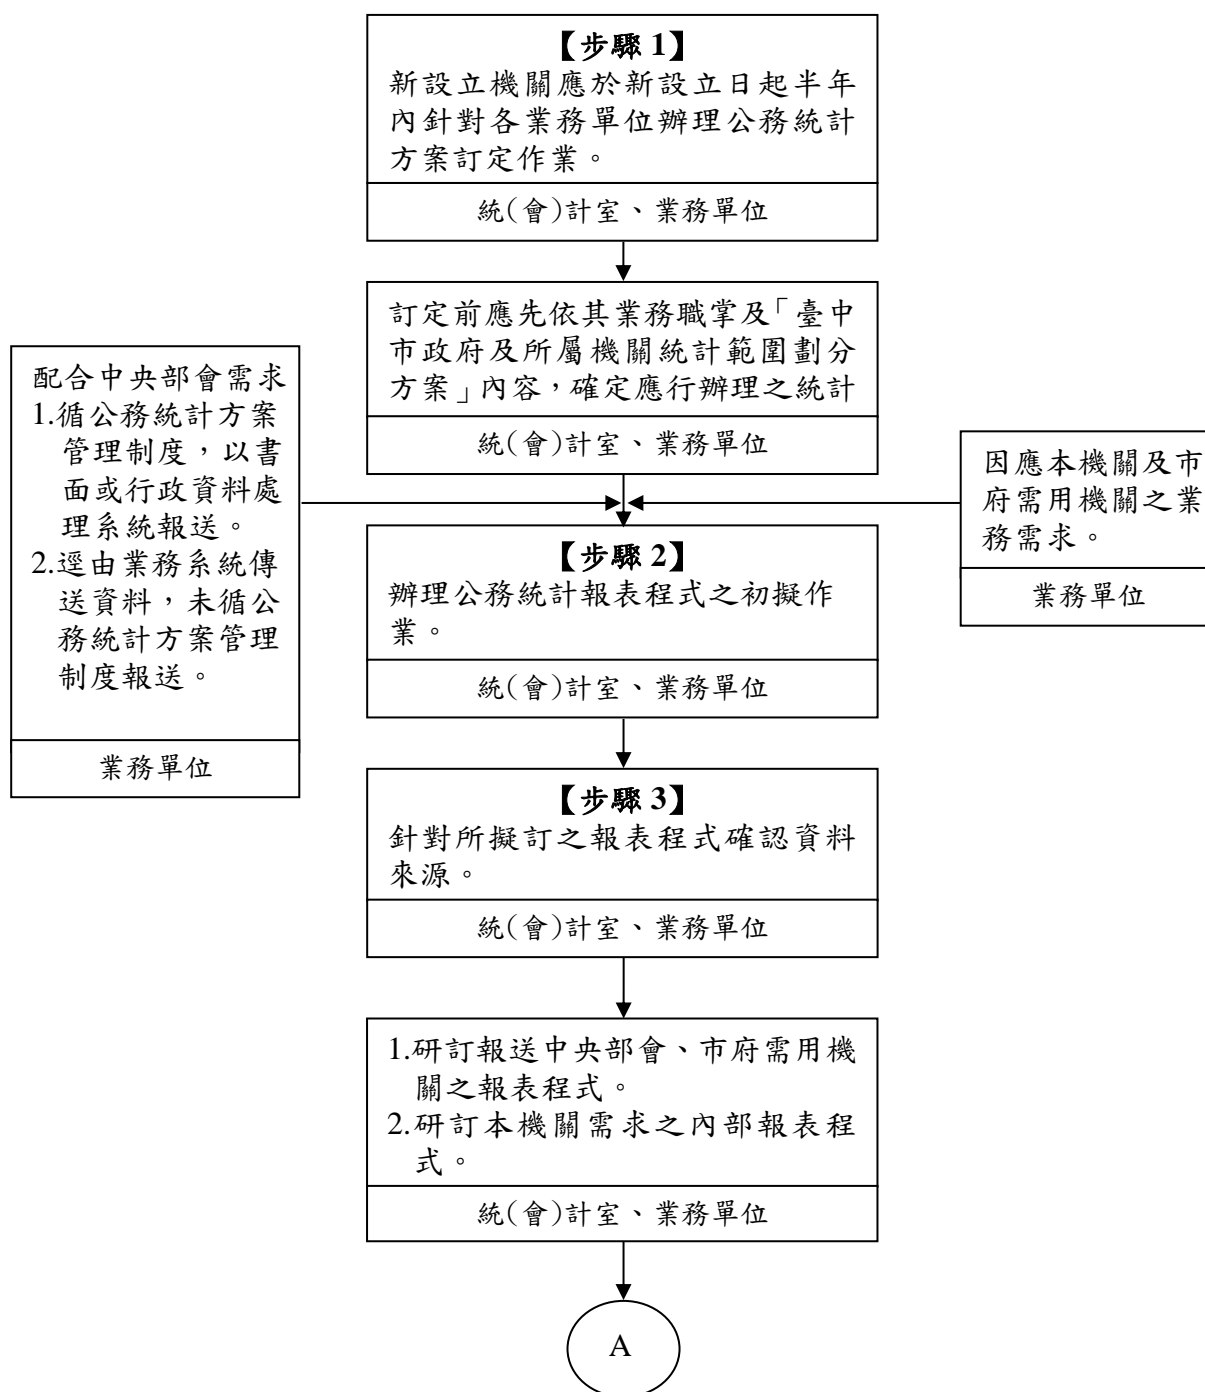 【步驟 1】
新設立機關應於新設立日起半年
內針對各業務單位辦理公務統計
方案訂定作業。
統(會)計室、業務單位
訂定前應先依其業務職掌及「臺中
市政府及所屬機關統計範圍劃分
方案」內容，確定應行辦理之統計
統(會)計室、業務單位
配合中央部會需求
1.循公務統計方案
管理制度，以書
面或行政資料處
理系統報送。
2.逕由業務系統傳
送資料，未循公
務統計方案管理
制度報送。
業務單位
因應本機關及市
府需用機關之業
務需求。
業務單位
【步驟 2】
辦理公務統計報表程式之初擬作
業。
統(會)計室、業務單位
【步驟 3】
針對所擬訂之報表程式確認資料
來源。
統(會)計室、業務單位
1.研訂報送中央部會、市府需用機
關之報表程式。
2.研訂本機關需求之內部報表程
式。
統(會)計室、業務單位
A